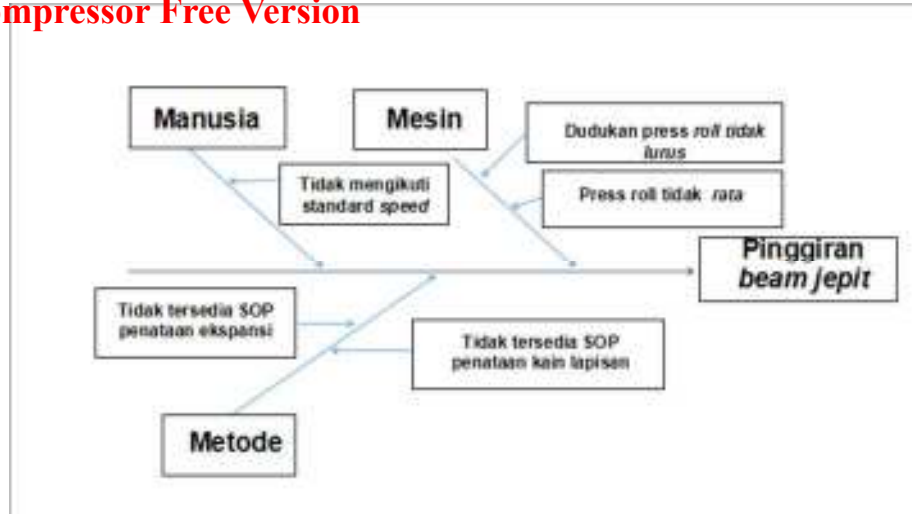 mpressor Free Version
Manusia
Mesin
Dudukan press roll tidak
lurus
Tidak mengikuti
standard speed
Press roll tidak rata
Pinggiran
beam jepit
Tidak tersedia SOP
penataan ekspansi
Tidak tersedia SOP
penataan kain lapisan
Metode